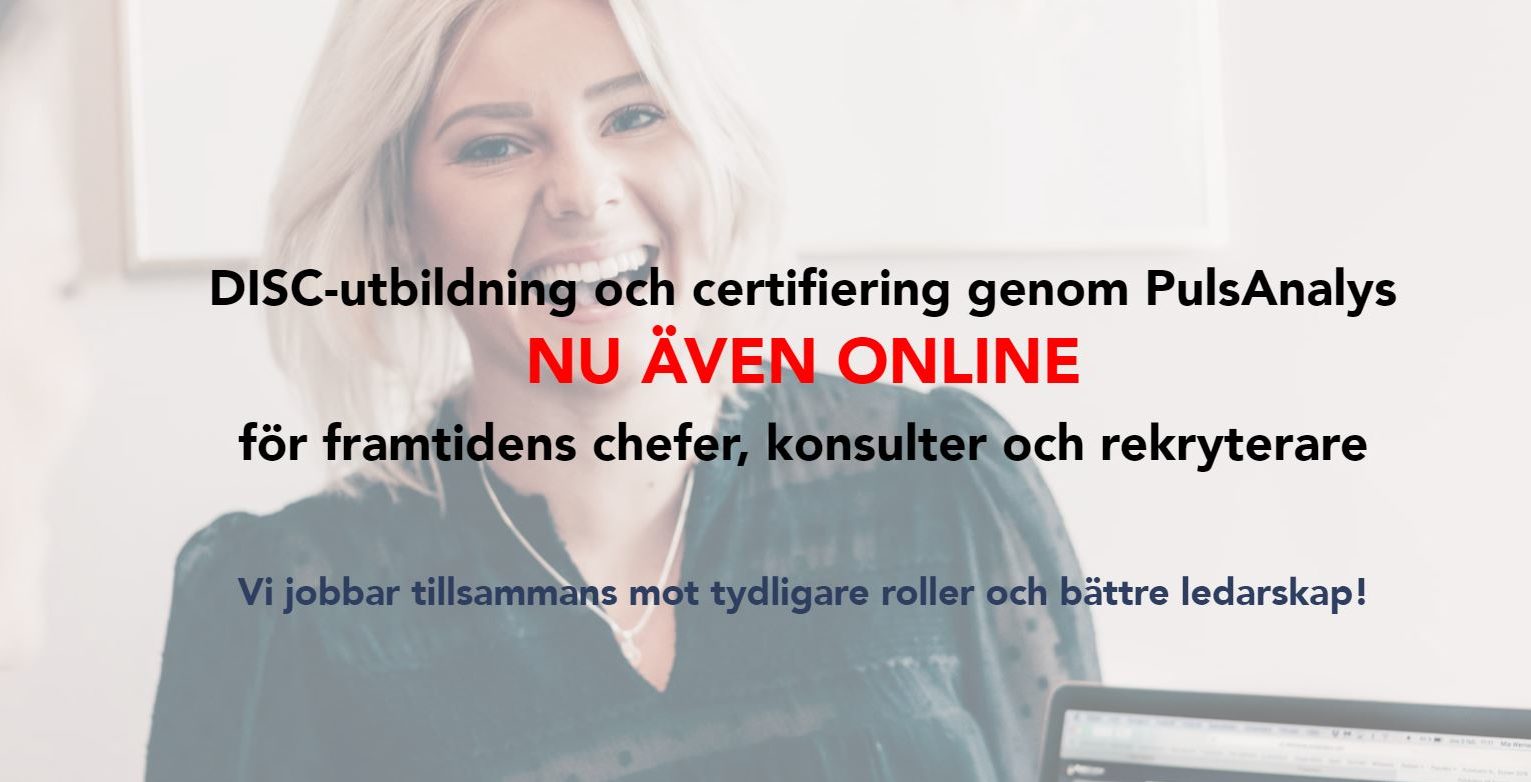 DISC-utbildning och certifiering genom PulsAnalys
NU ÄVEN ONLINE
för framtidens chefer, konsulter och rekryterare
Vi jobbar tillsammans mot tydligare roller och bättre ledarskap!